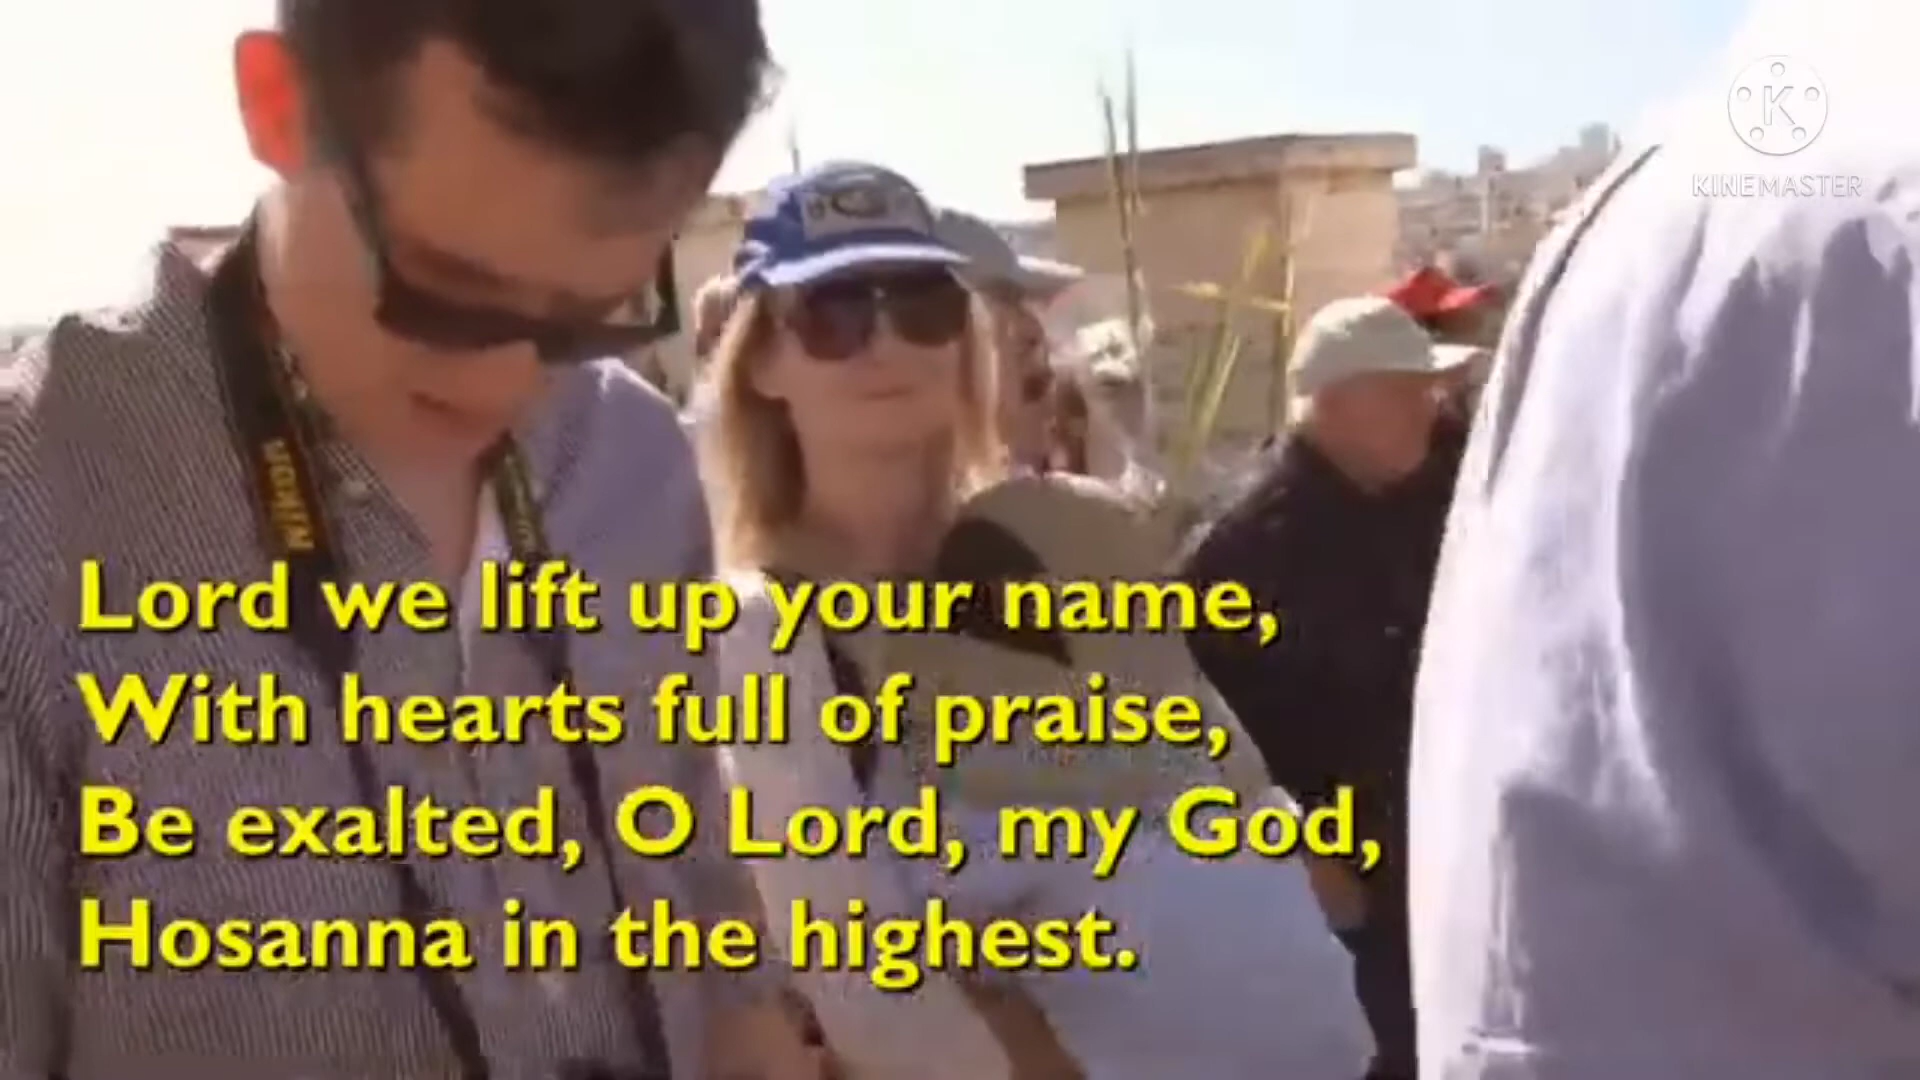 K
KINEMASTER
NIKON
Lord we lift up your name,
With hearts full of praise,
Be exalted, O Lord, my God,
Hosanna in the highest.